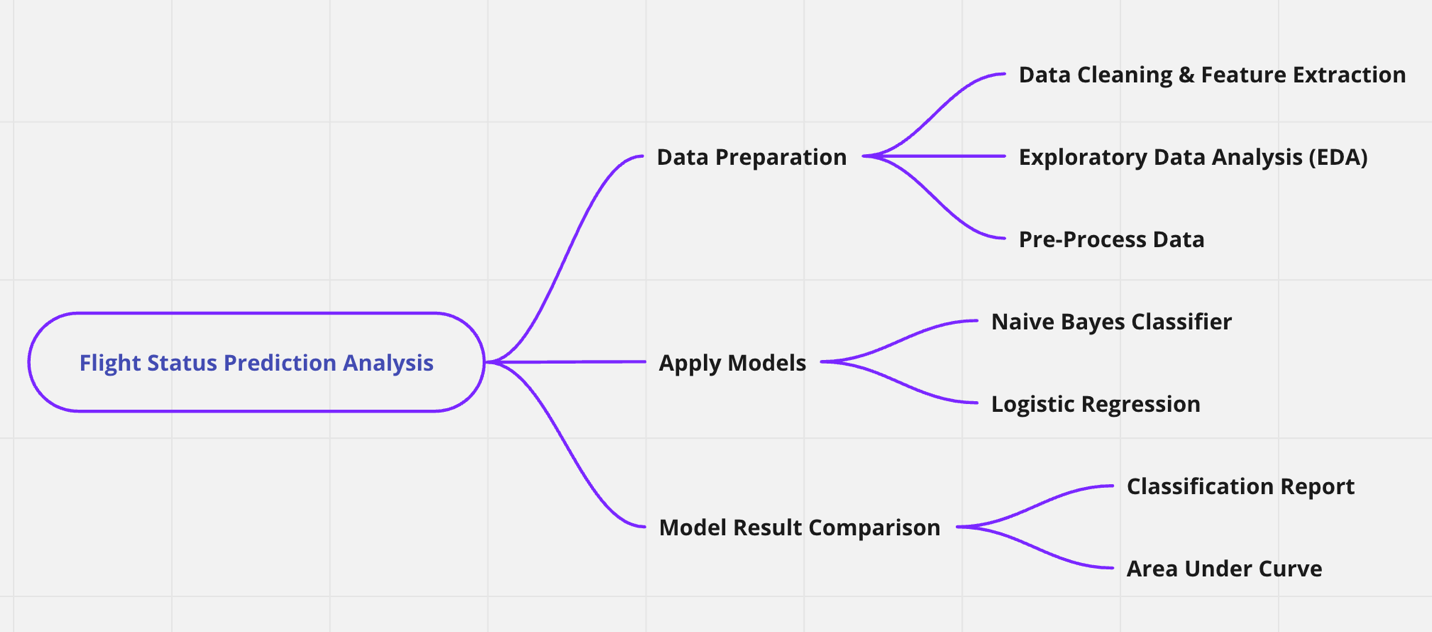 Flight Status Prediction Analysis
Data Preparation
Data Cleaning & Feature Extraction
Exploratory Data Analysis (EDA)
Pre-Process Data
Apply Models
Naive Bayes Classifier
Logistic Regression
Model Result Comparison
Classification Report
Area Under Curve